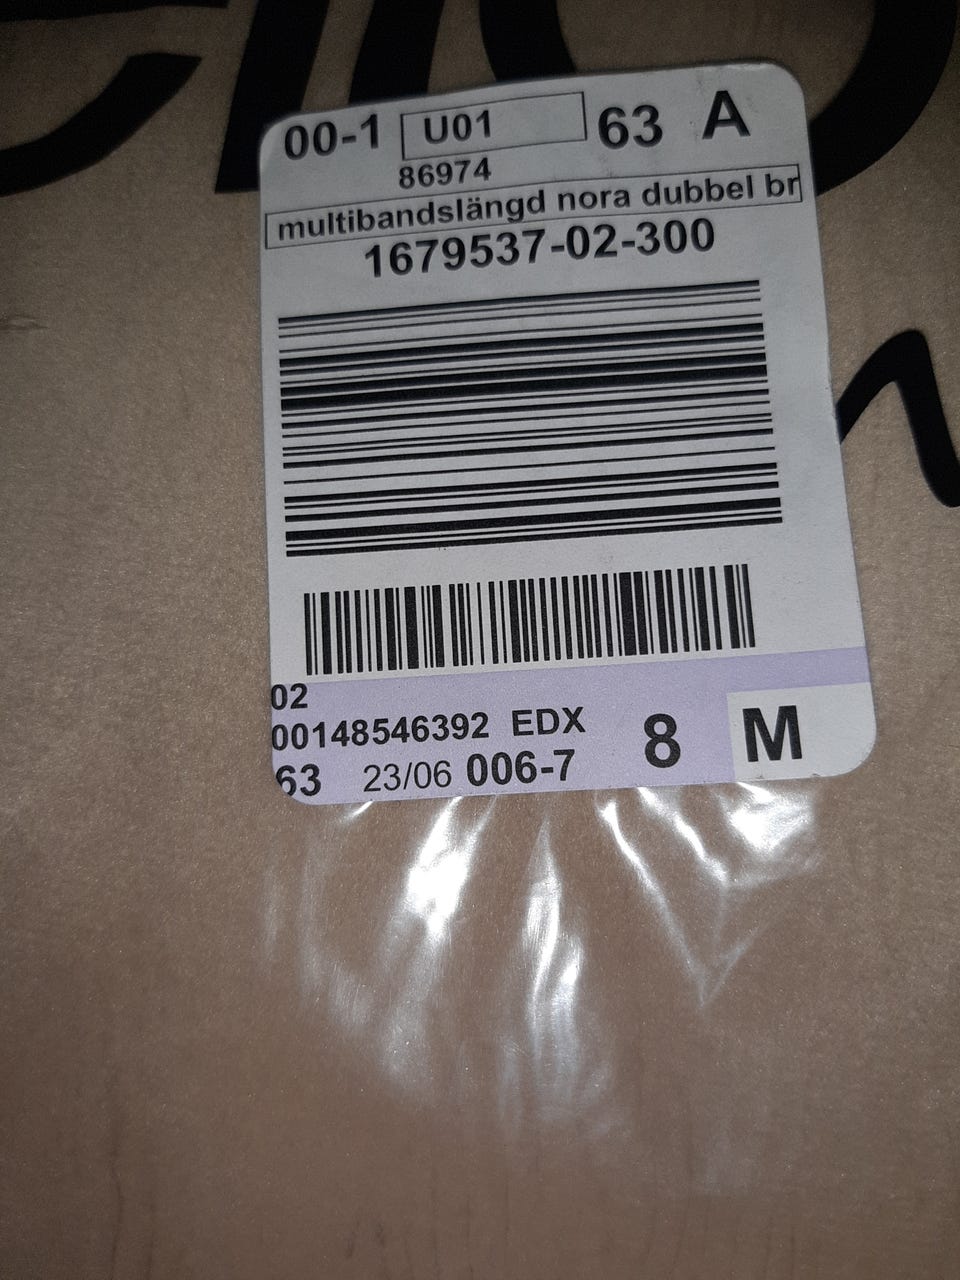 00-1 U01 63 A
86974
multibandslängd nora dubbel br
1679537-02-300
02
00148546392 EDX
63 23/06 006-7 8 M